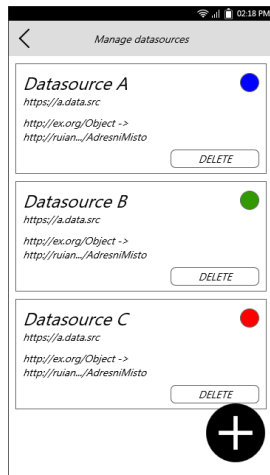 02:18 PM
Manage datasources
Datasource A
https://a.data.src
http://ex.org/Object ->
http://ruian.../AdresniMisto
DELETE
Datasource B
https://a.data.src
http://ex.org/Object ->
http://ruian.../AdresniMisto
DELETE
Datasource C
https://a.data.src
http://ex.org/Object ->
http://ruian.../AdresniMisto
DELETE